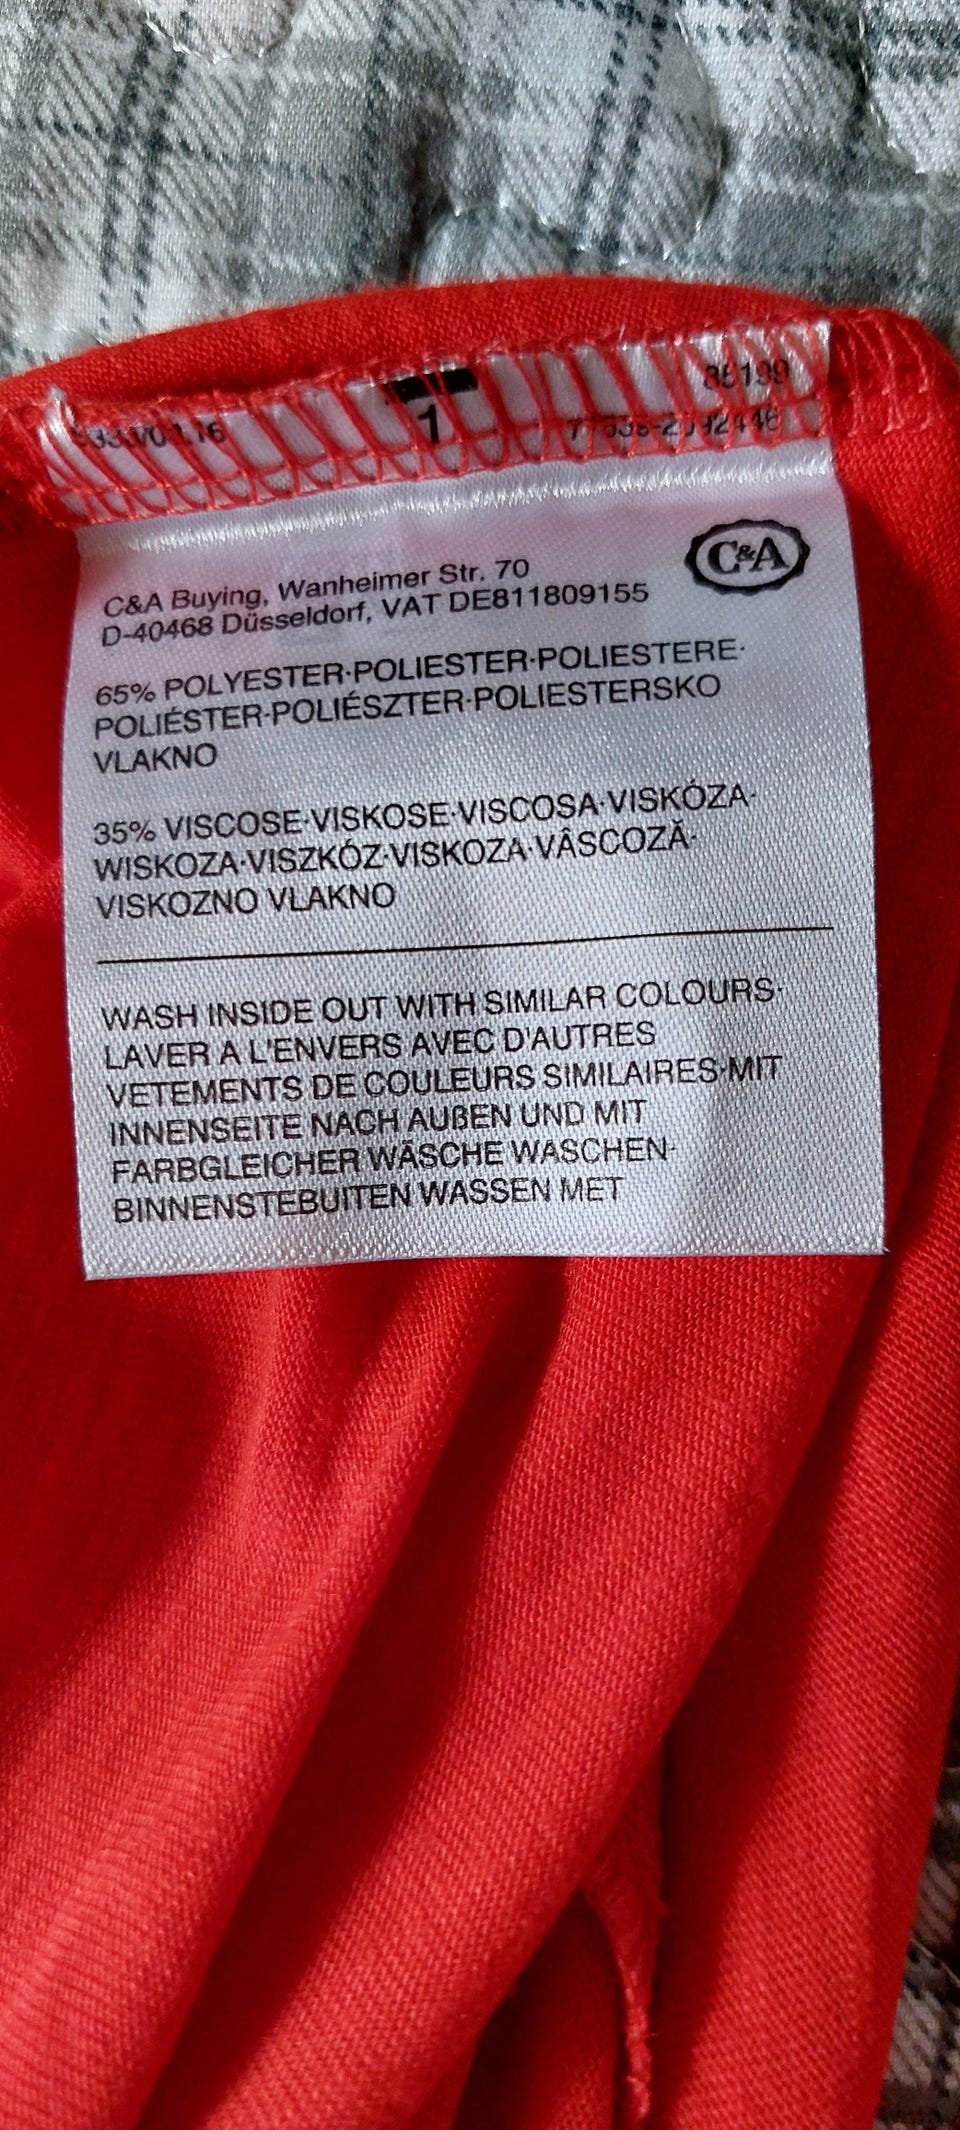 1
85199
C&A
C&A Buying, Wanheimer Str. 70
D-40468 Düsseldorf, VAT DE811809155
65% POLYESTER·POLIESTER·POLIESTERE·
POLIÉSTER·POLIÉSZTER·POLIESTERSKO
VLAKNO
35% VISCOSE·VISKOSE·VISCOSA·VISKÓZA·
WISKOZA·VISZKÓZ·VISKOZA·VÂSCOZĂ·
VISKOZNO VLAKNO
WASH INSIDE OUT WITH SIMILAR COLOURS·
LAVER A L'ENVERS AVEC D'AUTRES
VETEMENTS DE COULEURS SIMILAIRES·MIT
INNENSEITE NACH AUßEN UND MIT
FARBGLEICHER WÄSCHE WASCHEN·
BINNENSTEBUITEN WASSEN MET